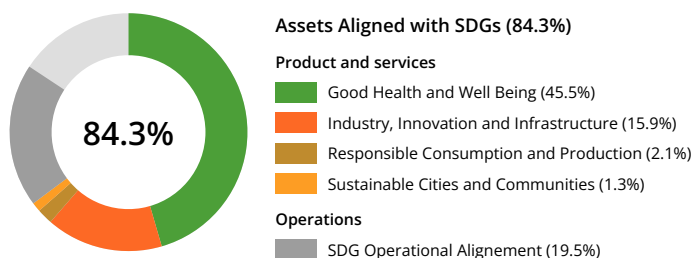 84.3%
Assets Aligned with SDGs (84.3%)
Product and services
Good Health and Well Being (45.5%)
Industry, Innovation and Infrastructure (15.9%)
Responsible Consumption and Production (2.1%)
Sustainable Cities and Communities (1.3%)
Operations
SDG Operational Alignement (19.5%)